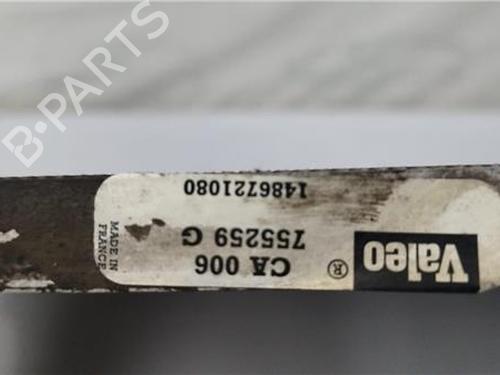 Valeo ®
CA 006
755259 G
1486721080
MADE IN
FRANCE
B-PARTS